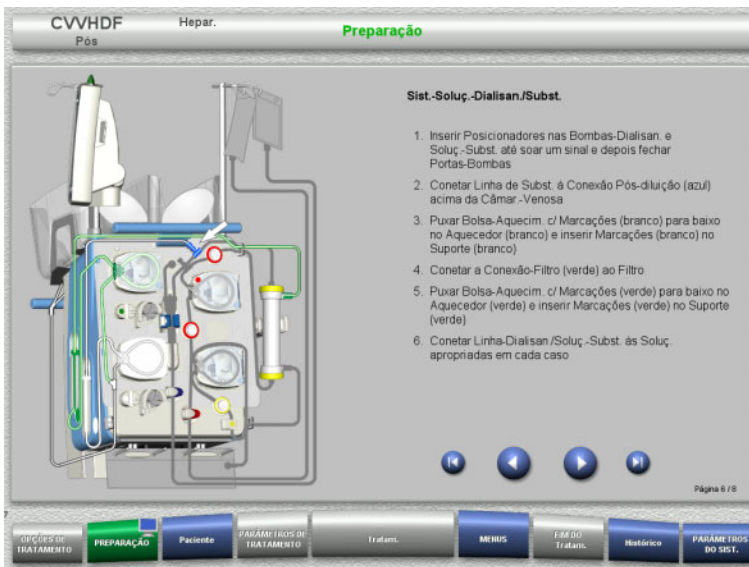 CVVHDF
Pós
Hepar.
Preparação
Sist.-Soluç.-Dialisan./Subst.
1. Inserir Posicionadores nas Bombas-Dialisan. e
Soluç.-Subst. até soar um sinal e depois fechar
Portas-Bombas
2. Conetar Linha de Subst. á Conexão Pós-diluição (azul)
acima da Câmar.-Venosa
3. Puxar Bolsa-Aquecim. c/ Marcações (branco) para baixo
no Aquecedor (branco) e inserir Marcações (branco) no
Suporte (branco)
4. Conetar a Conexão-Filtro (verde) ao Filtro
5. Puxar Bolsa-Aquecim. c/ Marcações (verde) para baixo no
Aquecedor (verde) e inserir Marcações (verde) no Suporte
(verde)
6. Conetar Linha-Dialisan./Soluç.-Subst. ás Soluç.
apropriadas em cada caso
Página 6 / 8
7
OPÇÕES DE
TRATAMENTO
PREPARAÇÃO
Paciente
PARÂMETROS DE
TRATAMENTO
Tratam.
MENUS
FIM DO
Tratam.
Histórico
PARÂMETROS
DO SIST.